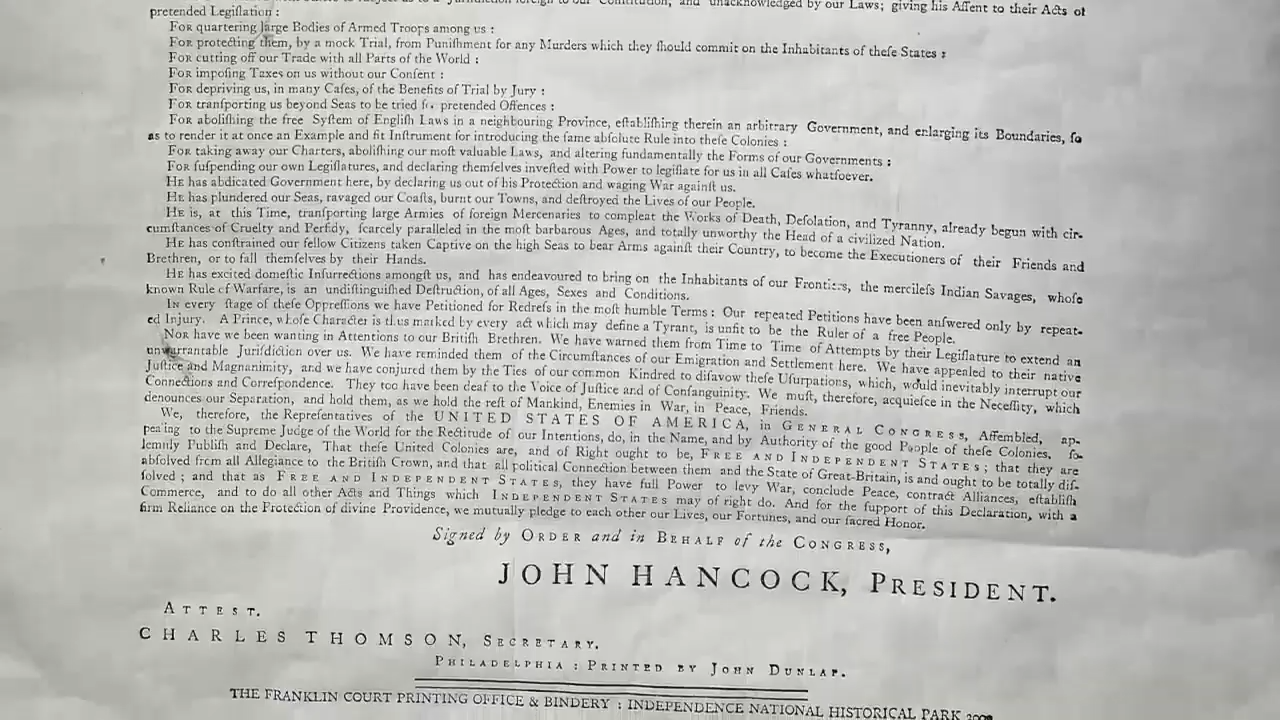 to our Constitution, and unacknowledged by our Laws; giving his Assent to their Acts of
pretended Legiſlation :
FOR quartering large Bodies of Armed Troops among us :
FOR protecting them, by a mock Trial, from Puniſhment for any Murders which they ſhould commit on the Inhabitants of theſe States :
FOR cutting off our Trade with all Parts of the World :
FOR impoſing Taxes on us without our Conſent :
FOR depriving us, in many Caſes, of the Benefits of Trial by Jury :
FOR tranſporting us beyond Seas to be tried pretended Offences :
FOR aboliſhing the free Syſtem of Engliſh Laws in a neighbouring Province, eſtabliſhing therein an arbitrary Government, and enlarging its Boundaries, ſo
as to render it at once an Example and fit Inſtrument for introducing the ſame abſolute Rule into theſe Colonies :
FOR taking away our Charters, aboliſhing our moſt valuable Laws, and altering fundamentally the Forms of our Governments :
FOR ſuſpending our own Legiſlatures, and declaring themſelves inveſted with Power to legiſlate for us in all Caſes whatſoever.
HE has abdicated Government here, by declaring us out of his Protection and waging War againſt us.
HE has plundered our Seas, ravaged our Coaſts, burnt our Towns, and deſtroyed the Lives of our People.
HE is, at this Time, tranſporting large Armies of foreign Mercenaries to compleat the Works of Death, Deſolation, and Tyranny, already begun with cir-
cumſtances of Cruelty and Perfidy, ſcarcely paralleled in the moſt barbarous Ages, and totally unworthy the Head of a civilized Nation.
HE has conſtrained our fellow Citizens taken Captive on the high Seas to bear Arms againſt their Country, to become the Executioners of their Friends and
Brethren, or to fall themſelves by their Hands.
HE has excited domeſtic Inſurrections amongſt us, and has endeavoured to bring on the Inhabitants of our Frontiers, the mercileſs Indian Savages, whoſe
known Rule of Warfare, is an undiſtinguiſhed Deſtruction, of all Ages, Sexes and Conditions.
IN every ſtage of theſe Oppreſſions we have Petitioned for Redreſs in the moſt humble Terms : Our repeated Petitions have been anſwered only by repeat-
ed Injury. A Prince, whoſe Character is thus marked by every act which may define a Tyrant, is unfit to be the Ruler of a free People.
NOR have we been wanting in Attentions to our Britiſh Brethren. We have warned them from Time to Time of Attempts by their Legiſlature to extend an
unwarrantable Juriſdiction over us. We have reminded them of the Circumſtances of our Emigration and Settlement here. We have appealed to their native
Juſtice and Magnanimity, and we have conjured them by the Ties of our common Kindred to diſavow theſe Uſurpations, which, would inevitably interrupt our
Connections and Correſpondence. They too have been deaf to the Voice of Juſtice and of Conſanguinity. We muſt, therefore, acquieſce in the Neceſſity, which
denounces our Separation, and hold them, as we hold the reſt of Mankind, Enemies in War, in Peace, Friends.
We, therefore, the Repreſentatives of the UNITED STATES OF AMERICA, in GENERAL CONGRESS, Aſſembled, ap-
pealing to the Supreme Judge of the World for the Rectitude of our Intentions, do, in the Name, and by Authority of the good People of theſe Colonies, ſo-
lemnly Publiſh and Declare, That theſe United Colonies are, and of Right ought to be, FREE AND INDEPENDENT STATES ; that they are
abſolved from all Allegiance to the Britiſh Crown, and that all political Connection between them and the State of Great-Britain, is and ought to be totally diſ-
ſolved ; and that as FREE AND INDEPENDENT STATES, they have full Power to levy War, conclude Peace, contract Alliances, eſtabliſh
Commerce, and to do all other Acts and Things which INDEPENDENT STATES may of right do. And for the ſupport of this Declaration, with a
firm Reliance on the Protection of divine Providence, we mutually pledge to each other our Lives, our Fortunes, and our ſacred Honor.
Signed by ORDER and in BEHALF of the CONGRESS,
JOHN HANCOCK, PRESIDENT.
ATTEST.
CHARLES THOMSON, SECRETARY.
PHILADELPHIA : PRINTED BY JOHN DUNLAP.
THE FRANKLIN COURT PRINTING OFFICE & BINDERY : INDEPENDENCE NATIONAL HISTORICAL PARK